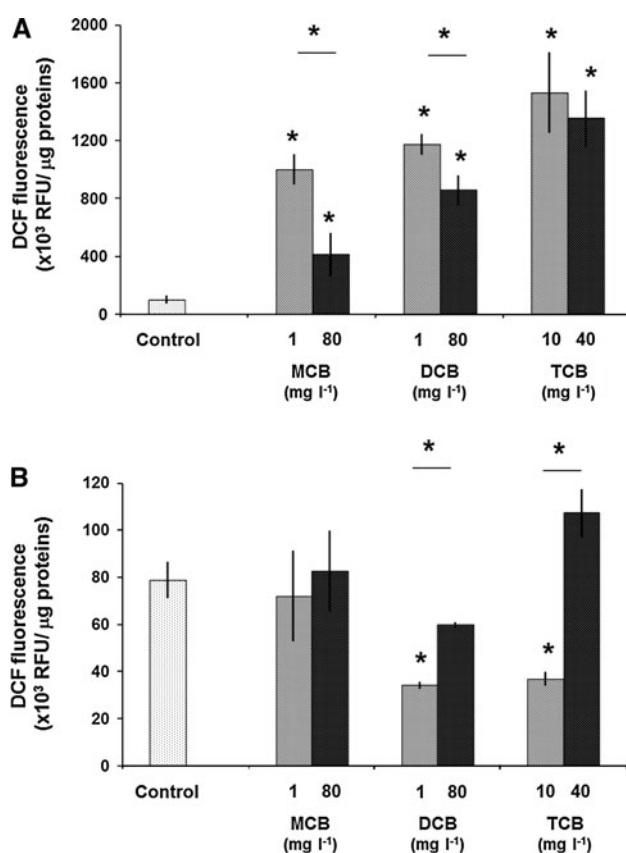 A
DCF fluorescence
(x10³ RFU/ µg proteins)
2000
1600
1200
800
400
0
* *
* * * * * *
Control
1 80 1 80 10 40
MCB DCB TCB
(mg l⁻¹) (mg l⁻¹) (mg l⁻¹)
B
DCF fluorescence
(x10³ RFU/ µg proteins)
120
100
80
60
40
20
0
* *
* *
Control
1 80 1 80 10 40
MCB DCB TCB
(mg l⁻¹) (mg l⁻¹) (mg l⁻¹)